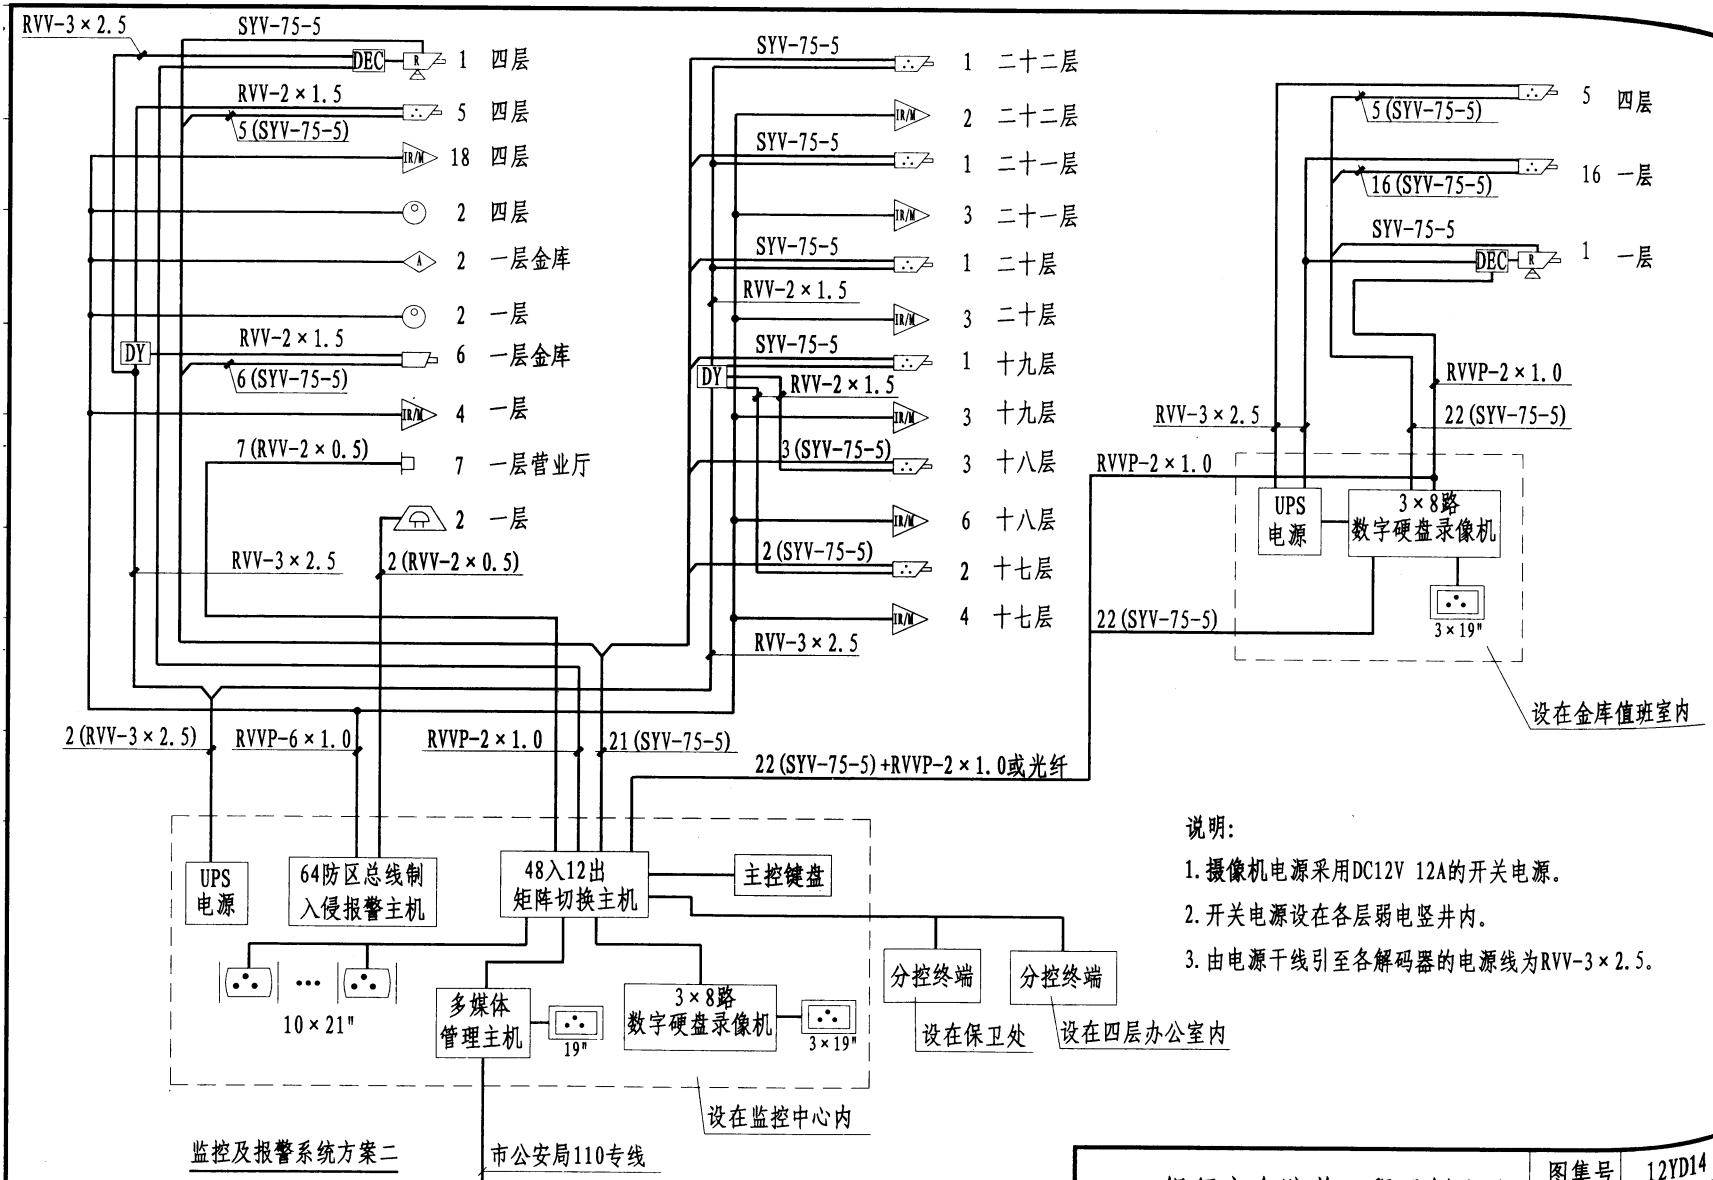 RVV-3×2.5
SYV-75-5
DEC
R
1 四层
RVV-2×1.5
5 四层
5(SYV-75-5)
IR/M
18 四层
2 四层
A
2 一层金库
2 一层
DY
RVV-2×1.5
6 一层金库
6(SYV-75-5)
IR/M
4 一层
7(RVV-2×0.5)
7 一层营业厅
2 一层
RVV-3×2.5
2(RVV-2×0.5)
SYV-75-5
1 二十二层
IR/M
2 二十二层
SYV-75-5
1 二十一层
IR/M
3 二十一层
SYV-75-5
1 二十层
RVV-2×1.5
IR/M
3 二十层
SYV-75-5
1 十九层
DY
RVV-2×1.5
IR/M
3 十九层
3(SYV-75-5)
3 十八层
IR/M
6 十八层
2(SYV-75-5)
2 十七层
IR/M
4 十七层
RVV-3×2.5
5 四层
5(SYV-75-5)
16 一层
16(SYV-75-5)
SYV-75-5
DEC
R
1 一层
RVVP-2×1.0
RVV-3×2.5
22(SYV-75-5)
RVVP-2×1.0
UPS
电源
3×8路
数字硬盘录像机
3×19"
22(SYV-75-5)
设在金库值班室内
2(RVV-3×2.5)
RVVP-6×1.0
RVVP-2×1.0
21(SYV-75-5)
22(SYV-75-5)+RVVP-2×1.0或光纤
UPS
电源
64防区总线制
入侵报警主机
48入12出
矩阵切换主机
主控键盘
分控终端
分控终端
设在保卫处
设在四层办公室内
10×21"
多媒体
管理主机
19"
3×8路
数字硬盘录像机
3×19"
设在监控中心内
市公安局110专线
监控及报警系统方案二
说明:
1.摄像机电源采用DC12V 12A的开关电源。
2.开关电源设在各层弱电竖井内。
3.由电源干线引至各解码器的电源线为RVV-3×2.5。
图集号 12YD14